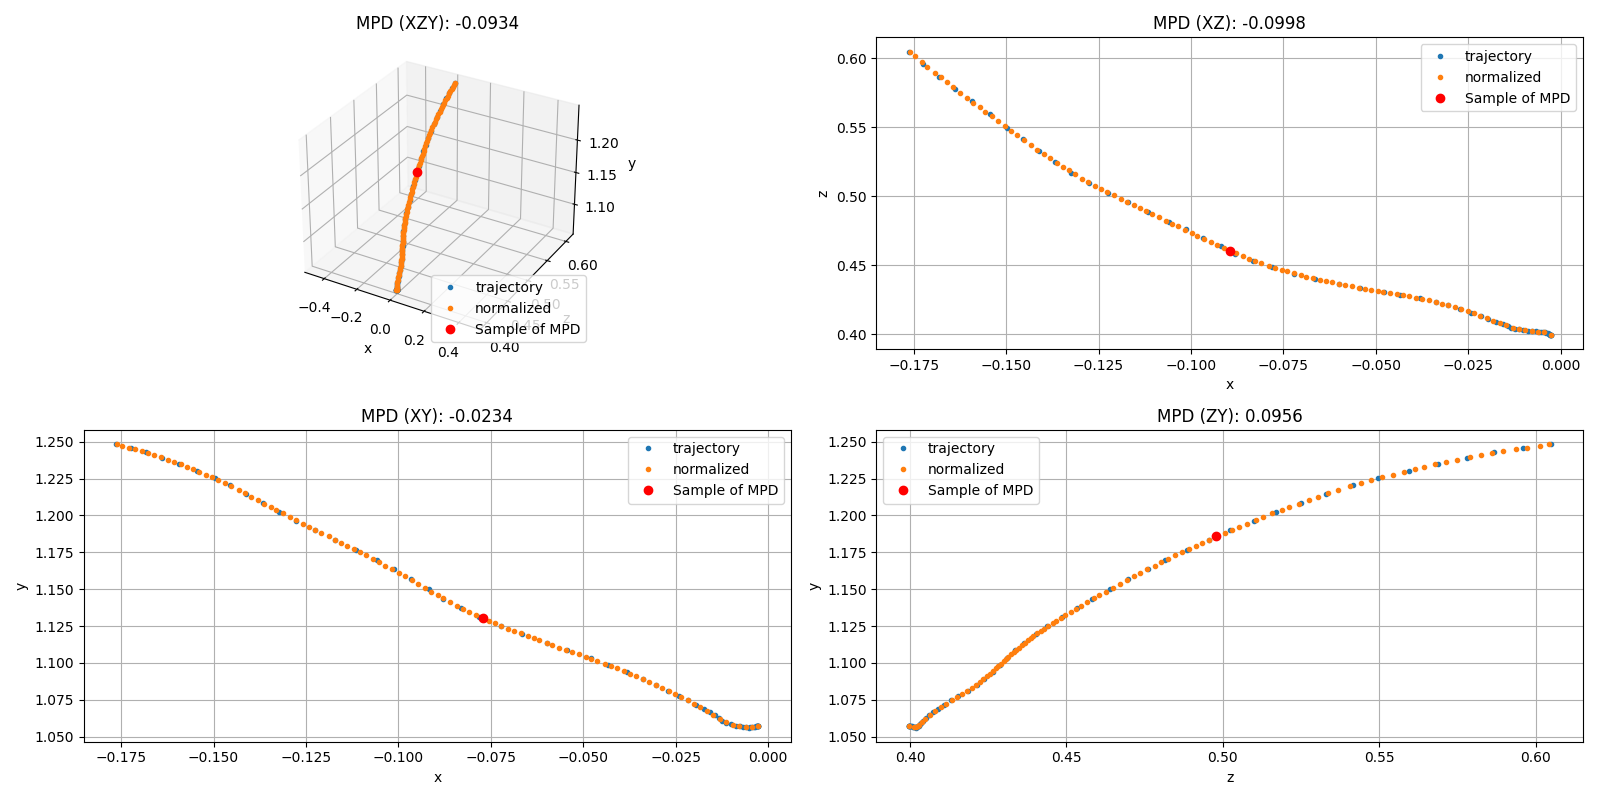 MPD (XZY): -0.0934
1.20
1.15
1.10
y
−0.4
−0.2
0.0
0.2
0.4
x
0.40
0.45
0.50
0.55
0.60
z
trajectory
normalized
Sample of MPD
MPD (XZ): -0.0998
0.60
0.55
0.50
0.45
0.40
z
−0.175
−0.150
−0.125
−0.100
−0.075
−0.050
−0.025
0.000
x
trajectory
normalized
Sample of MPD
MPD (XY): -0.0234
1.250
1.225
1.200
1.175
1.150
1.125
1.100
1.075
1.050
y
−0.175
−0.150
−0.125
−0.100
−0.075
−0.050
−0.025
0.000
x
trajectory
normalized
Sample of MPD
MPD (ZY): 0.0956
1.250
1.225
1.200
1.175
1.150
1.125
1.100
1.075
1.050
y
0.40
0.45
0.50
0.55
0.60
z
trajectory
normalized
Sample of MPD